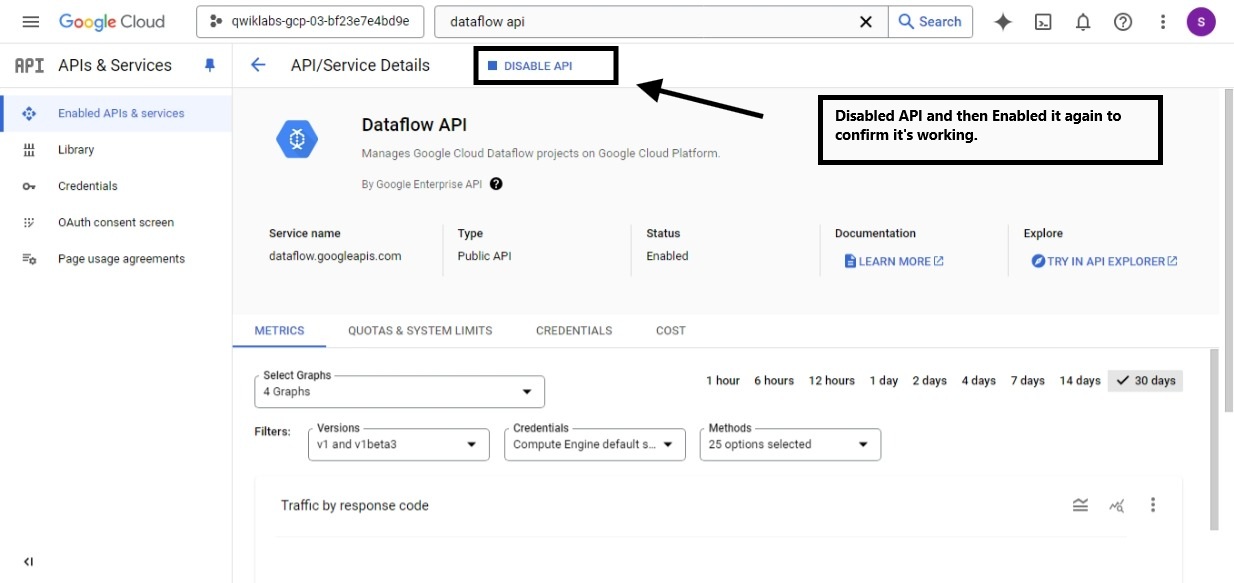 Google Cloud
qwiklabs-gcp-03-bf23e7e4bd9e
dataflow api
Search
S
API APIs & Services
API/Service Details
DISABLE API
Enabled APIs & services
Library
Credentials
OAuth consent screen
Page usage agreements
Disabled API and then Enabled it again to
confirm it's working.
Dataflow API
Manages Google Cloud Dataflow projects on Google Cloud Platform.
By Google Enterprise API
Service name
dataflow.googleapis.com
Type
Public API
Status
Enabled
Documentation
LEARN MORE
Explore
TRY IN API EXPLORER
METRICS QUOTAS & SYSTEM LIMITS CREDENTIALS COST
Select Graphs
4 Graphs
1 hour 6 hours 12 hours 1 day 2 days 4 days 7 days 14 days 30 days
Filters:
Versions
v1 and v1beta3
Credentials
Compute Engine default s...
Methods
25 options selected
Traffic by response code